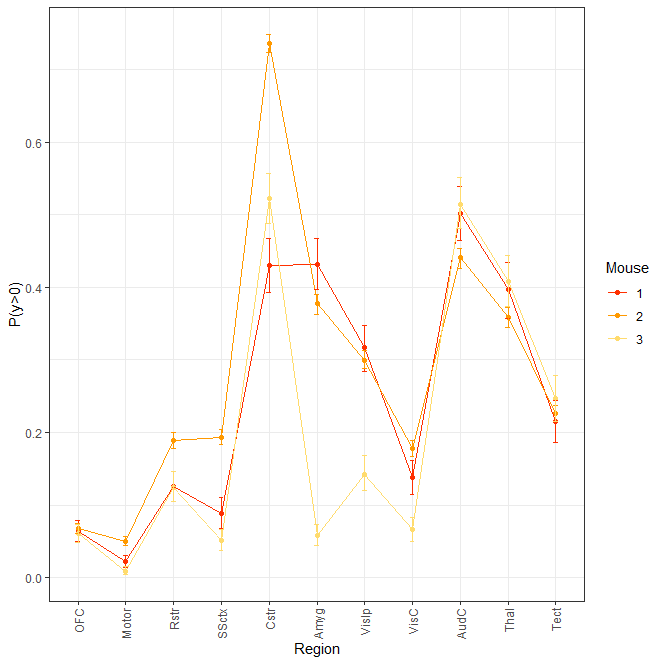 P(y>0)
0.6
0.4
0.2
0.0
OFC
Motor
Rstr
SSctx
Cstr
Amyg
VisIp
VisC
AudC
Thal
Tect
Region
Mouse
1
2
3